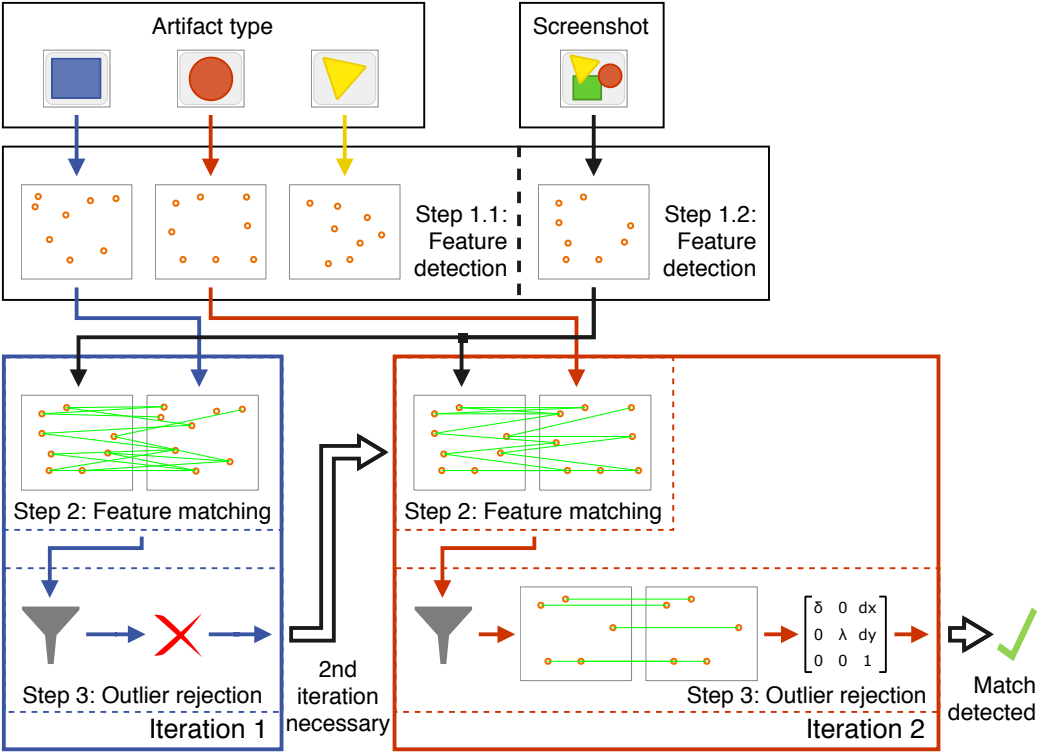 Artifact type
Screenshot
Step 1.1:
Feature
detection
Step 1.2:
Feature
detection
Step 2: Feature matching
Step 3: Outlier rejection
Iteration 1
2nd
iteration
necessary
Step 2: Feature matching
δ 0 dx
0 λ dy
0 0 1
Step 3: Outlier rejection
Iteration 2
Match
detected